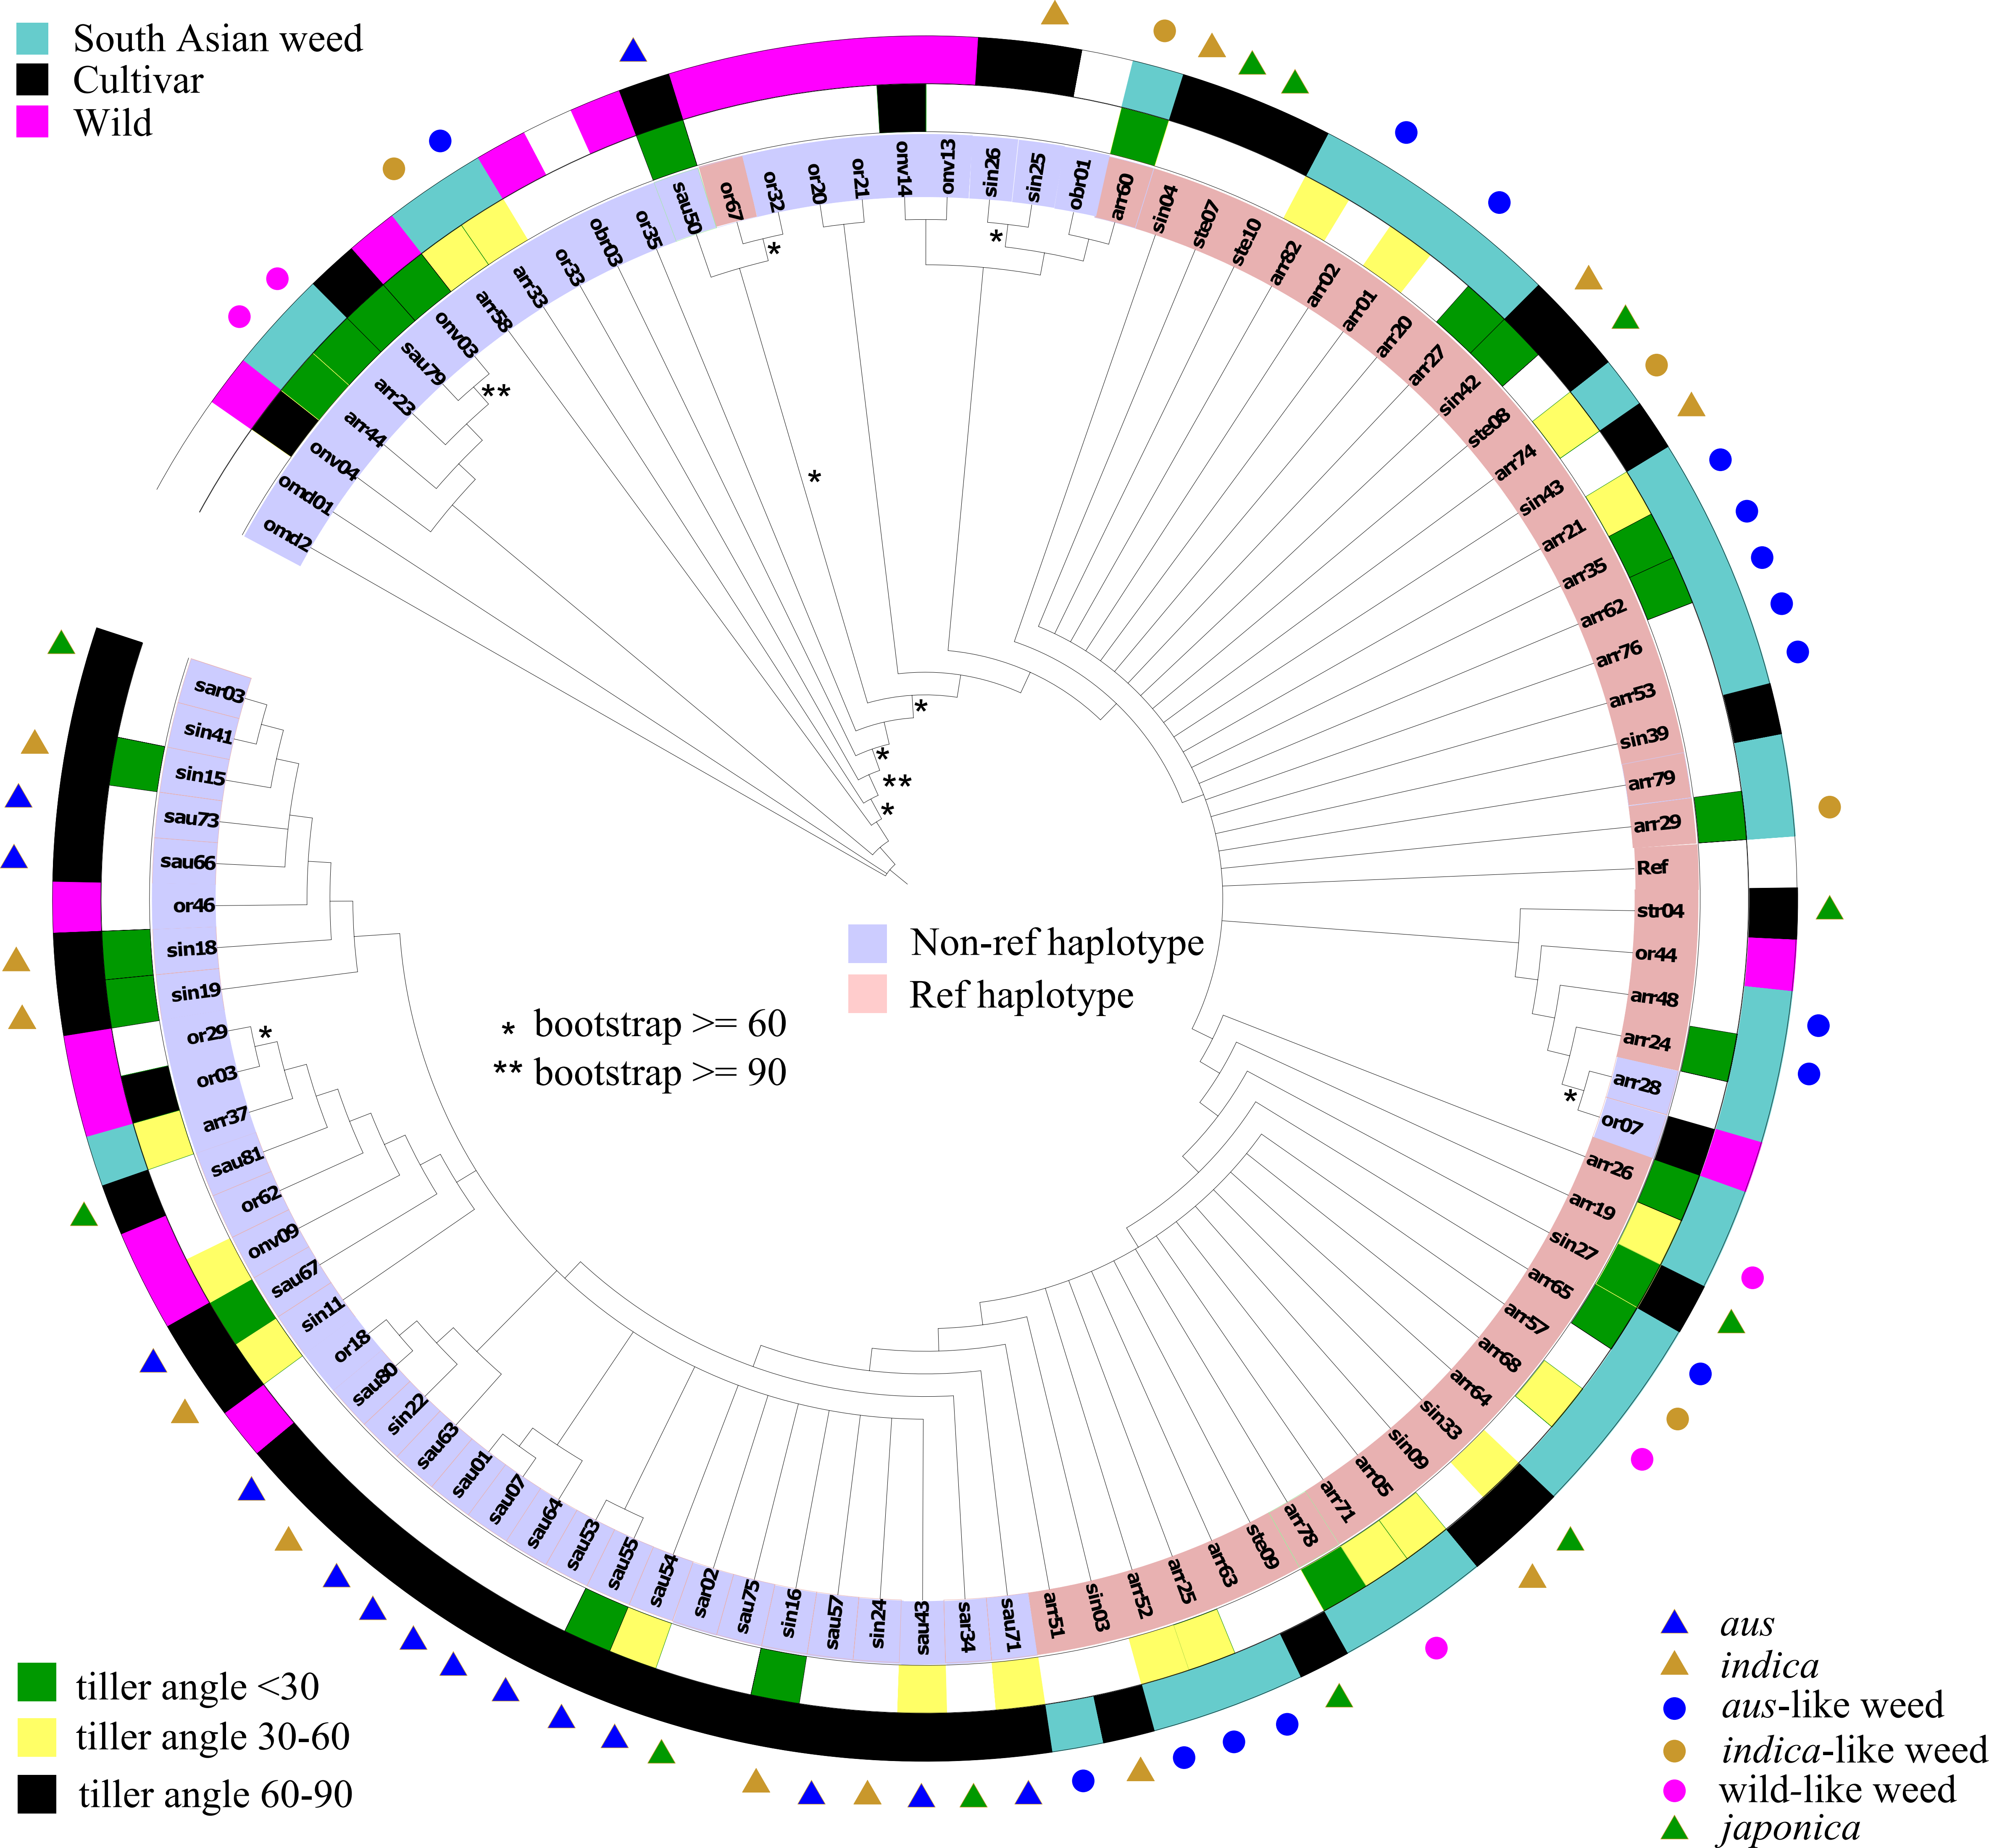 South Asian weed
Cultivar
Wild
omd2
omd01
onv04
arr44
arr23
sau79
onv03
arr58
arr33
or33
obr03
or35
sau50
or67
or32
or20
or21
onv14
onv13
sin26
sin25
obr01
arr60
sin04
ste07
ste10
arr82
arr02
arr01
arr20
arr27
sin42
ste08
arr74
sin43
arr21
arr35
arr62
arr76
arr53
sin39
arr79
arr29
Ref
str04
or44
arr48
arr24
arr28
or07
arr26
arr19
sin27
arr65
arr57
arr68
arr64
sin33
sin09
arr05
arr71
arr78
ste09
arr63
arr25
arr52
sin03
arr51
sau71
sar34
sau43
sin24
sau57
sin16
sau75
sar02
sau54
sau55
sau53
sau64
sau07
sau01
sau63
sin22
sau80
or18
sin11
sau67
onv09
or62
sau81
arr37
or03
or29
sin19
sin18
or46
sau66
sau73
sin15
sin41
sar03
*
**
*
*
*
*
*
**
*
*
*
Non-ref haplotype
Ref haplotype
* bootstrap >= 60
** bootstrap >= 90
tiller angle <30
tiller angle 30-60
tiller angle 60-90
aus
indica
aus-like weed
indica-like weed
wild-like weed
japonica